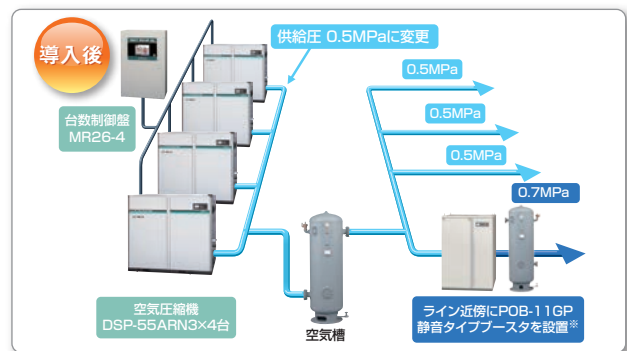 導入後
供給圧 0.5MPaに変更
台数制御盤
MR26-4
0.5MPa
0.5MPa
0.5MPa
0.7MPa
空気圧縮機
DSP-55ARN3×4台
空気槽
ライン近傍にPOB-11GP
静音タイプブースタを設置※